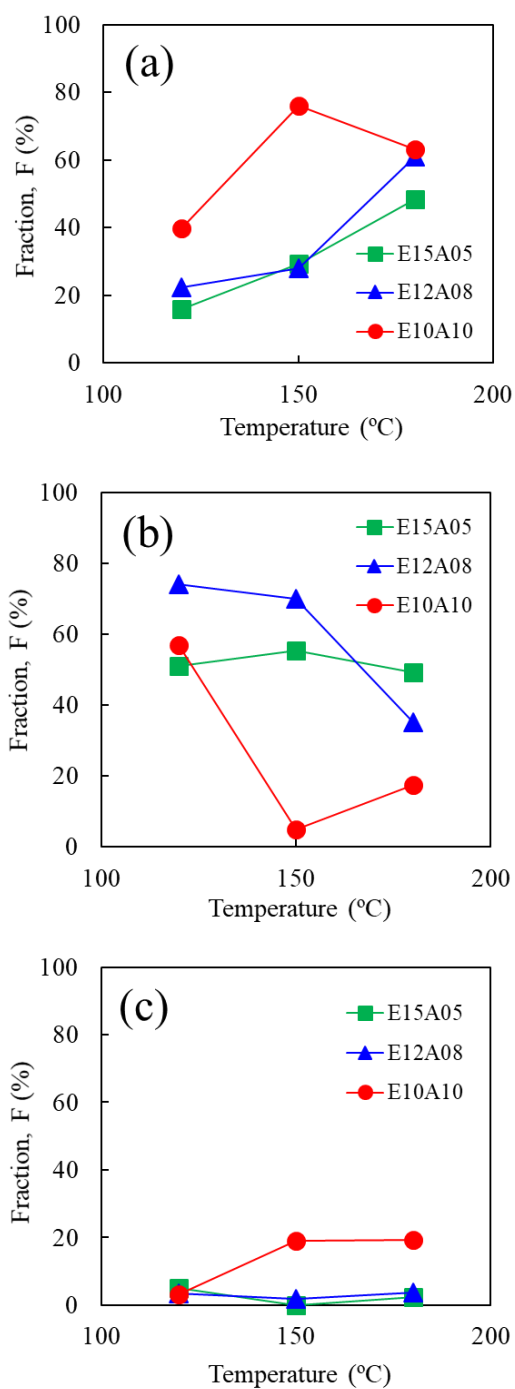 (a)
100
80
60
40
20
0
Fraction, F (%)
E15A05
E12A08
E10A10
100 150 200
Temperature (ºC)
(b)
100
80
60
40
20
0
Fraction, F (%)
E15A05
E12A08
E10A10
100 150 200
Temperature (ºC)
(c)
100
80
60
40
20
0
Fraction, F (%)
E15A05
E12A08
E10A10
100 150 200
Temperature (ºC)